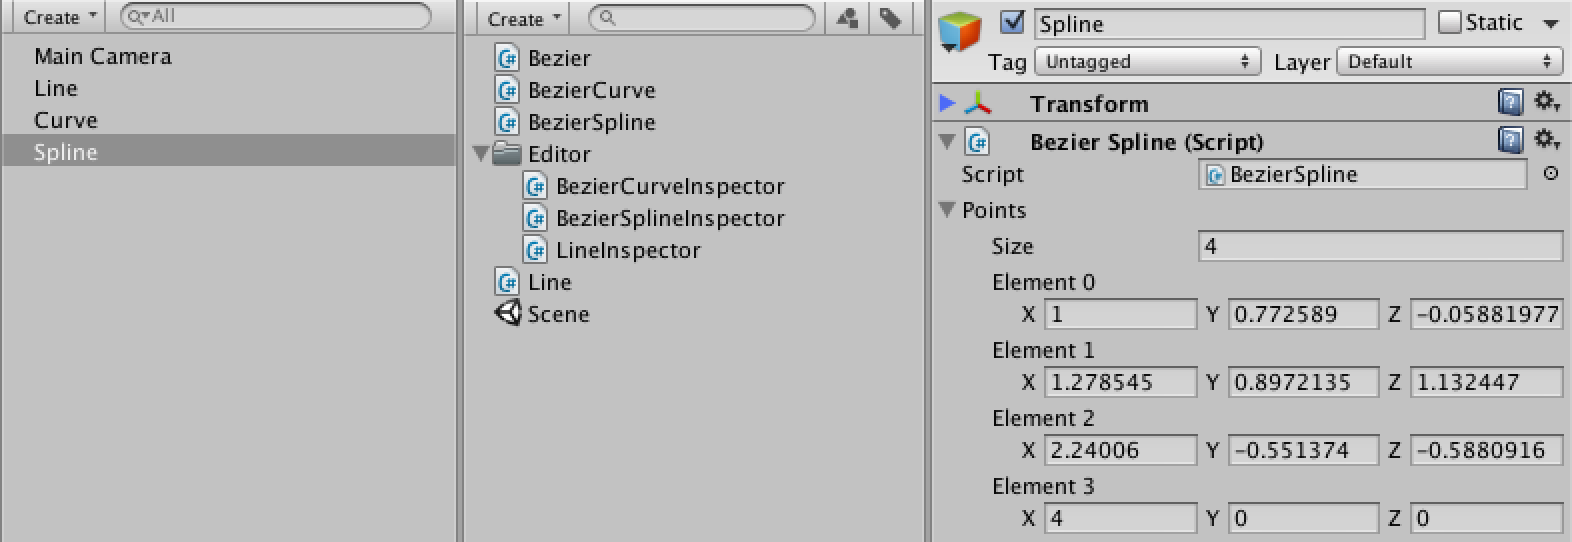 Create
All
Main Camera
Line
Curve
Spline
Create
C# Bezier
C# BezierCurve
C# BezierSpline
Editor
C# BezierCurveInspector
C# BezierSplineInspector
C# LineInspector
C# Line
Scene
Spline
Static
Tag Untagged Layer Default
Transform
C# Bezier Spline (Script)
Script C# BezierSpline
Points
Size 4
Element 0
X 1 Y 0.772589 Z -0.05881977
Element 1
X 1.278545 Y 0.8972135 Z 1.132447
Element 2
X 2.24006 Y -0.551374 Z -0.5880916
Element 3
X 4 Y 0 Z 0